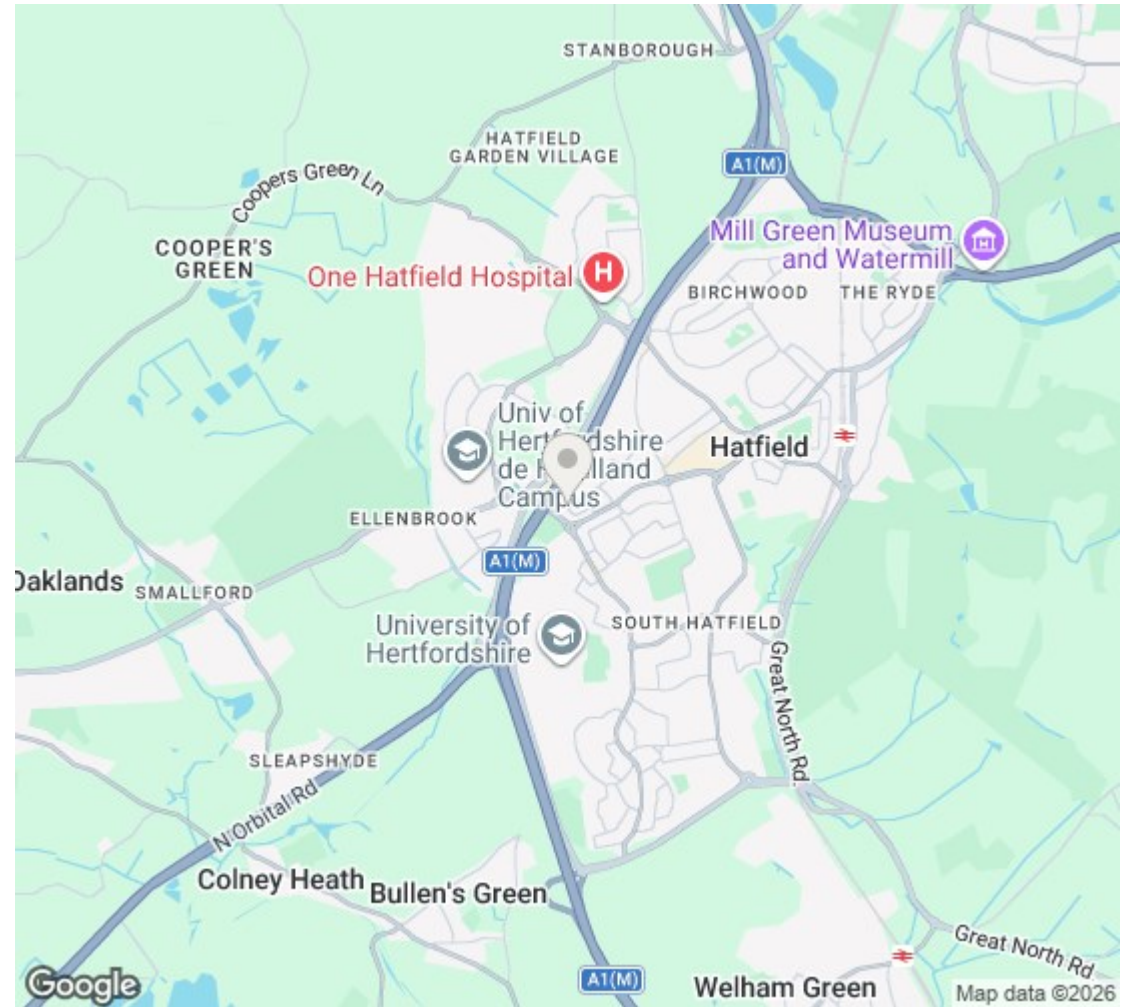 STANBOROUGH
HATFIELD
GARDEN VILLAGE
A1(M)
Coopers Green Ln
COOPER'S
GREEN
Mill Green Museum
and Watermill
One Hatfield Hospital
H
BIRCHWOOD
THE RYDE
Univ of
Hertfordshire
de Havilland
Campus
Hatfield
ELLENBROOK
A1(M)
Oaklands
SMALLFORD
University of
Hertfordshire
SOUTH HATFIELD
Great North Rd
SLEAPSHYDE
N Orbital Rd
Colney Heath
Bullen's Green
Great North Rd
A1(M)
Welham Green
Google
Map data ©2026